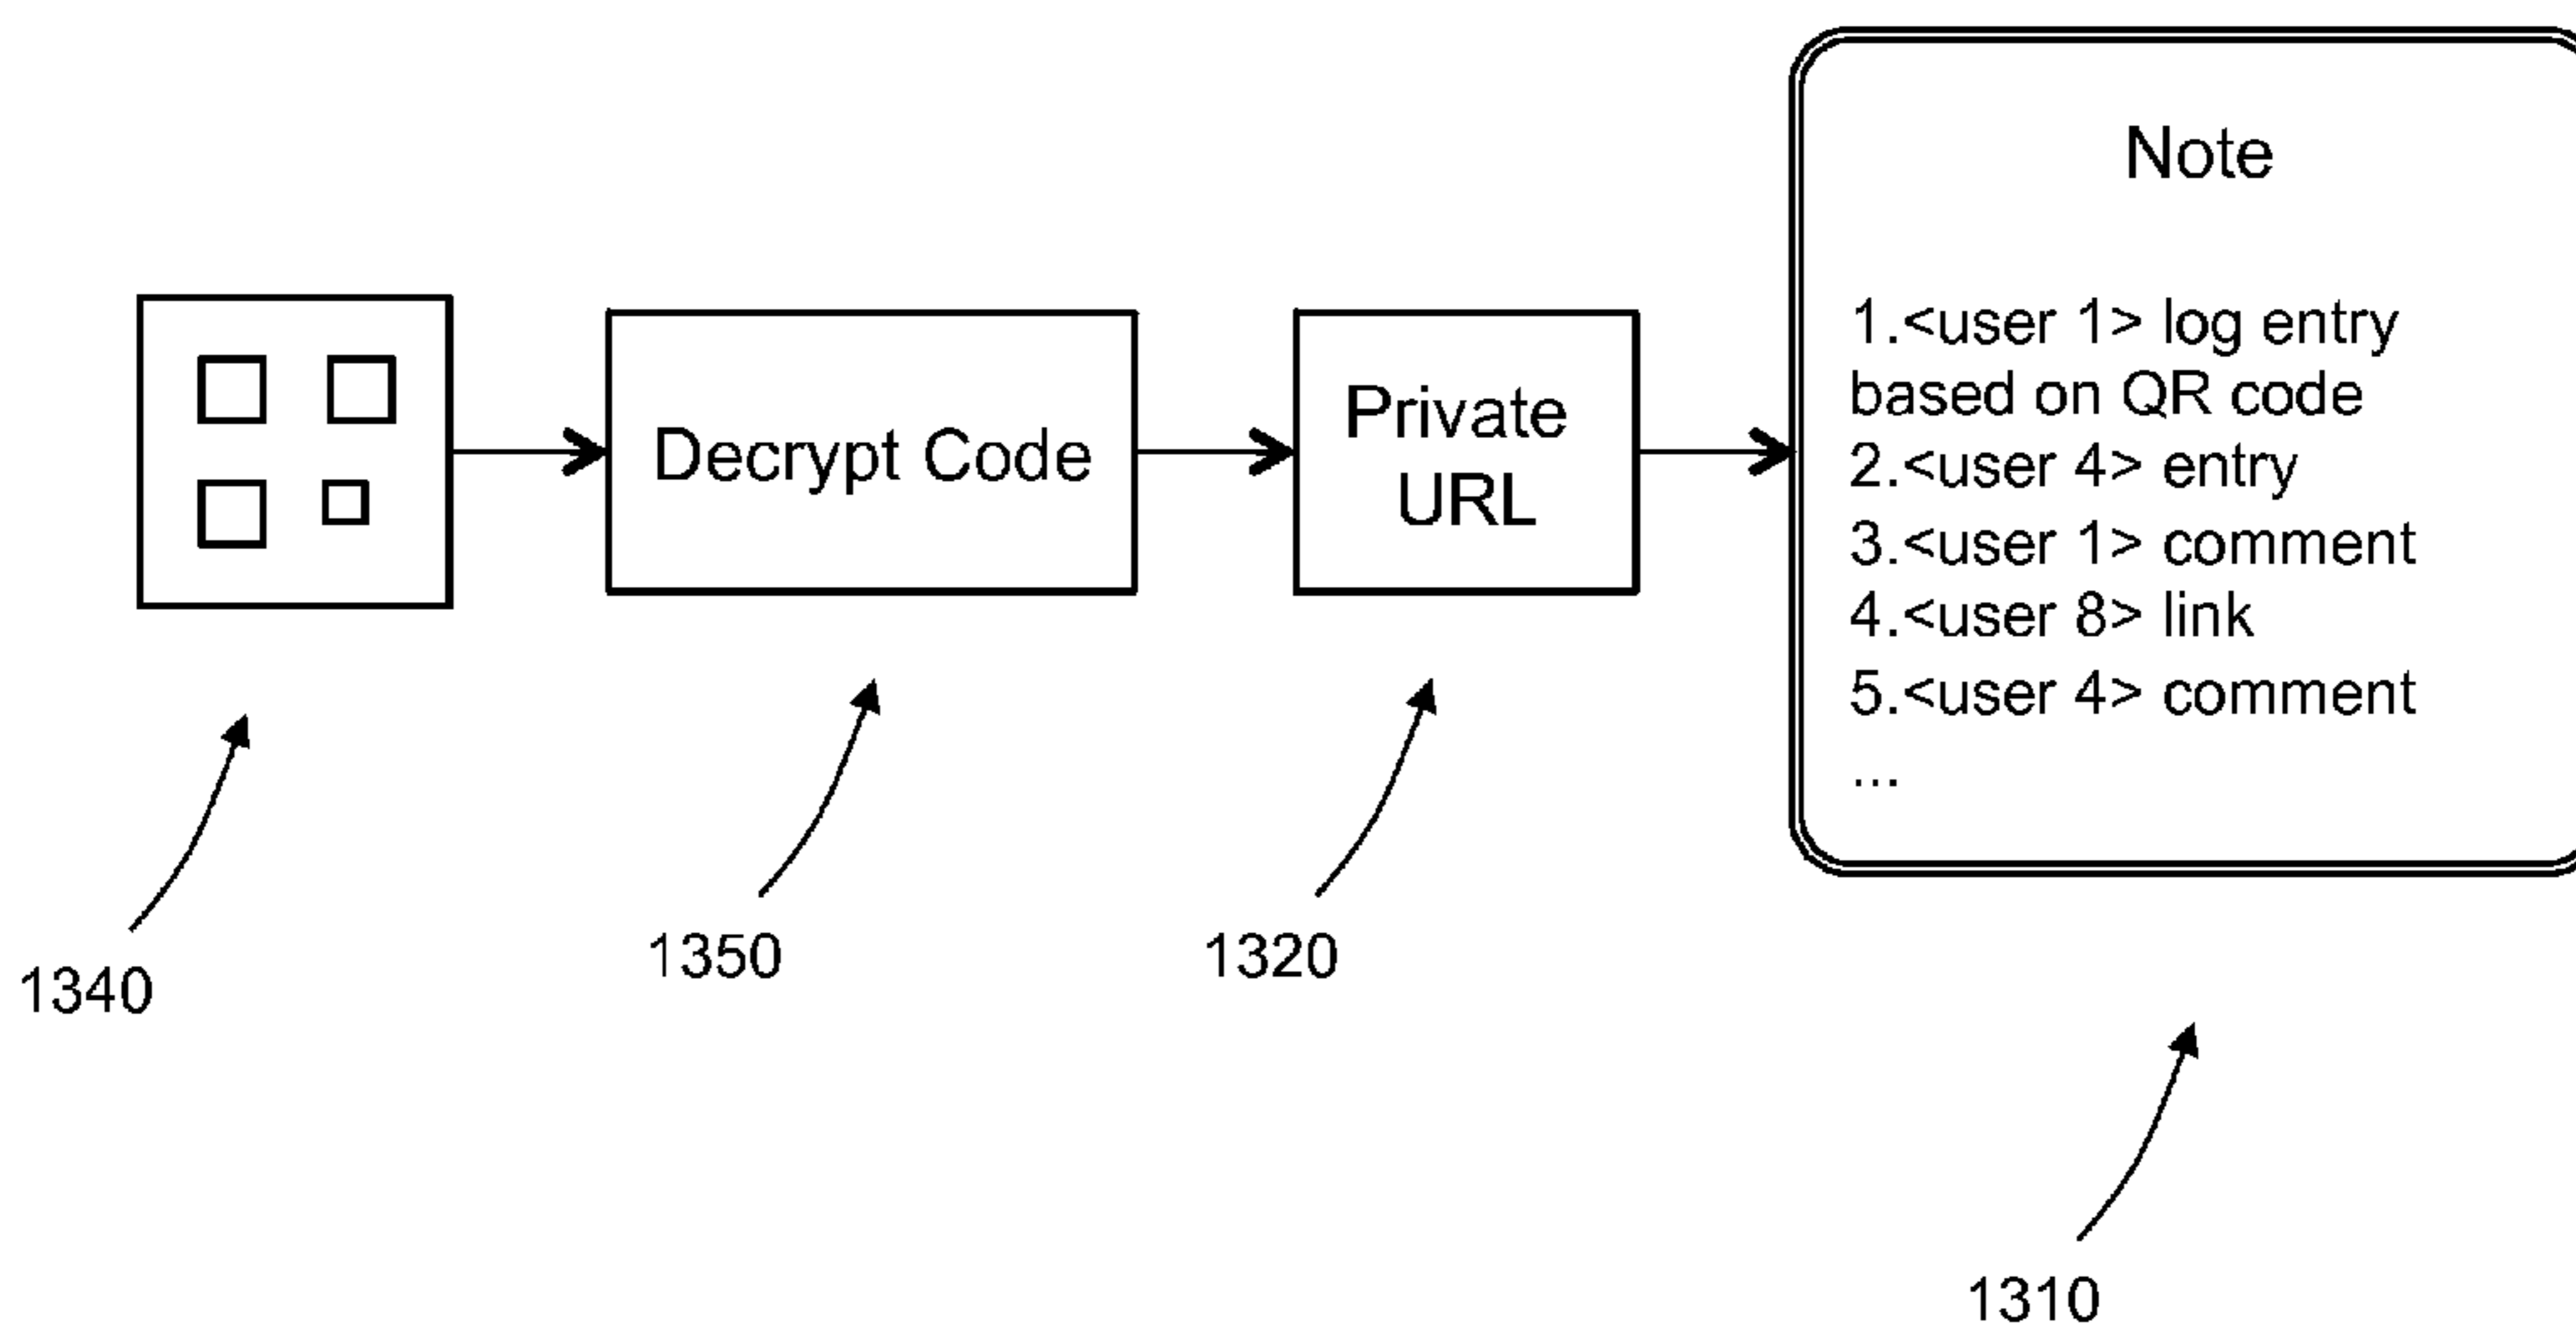 Note
1.<user 1> log entry
based on QR code
2.<user 4> entry
3.<user 1> comment
4.<user 8> link
5.<user 4> comment
...
Decrypt Code
Private
URL
1340
1350
1320
1310